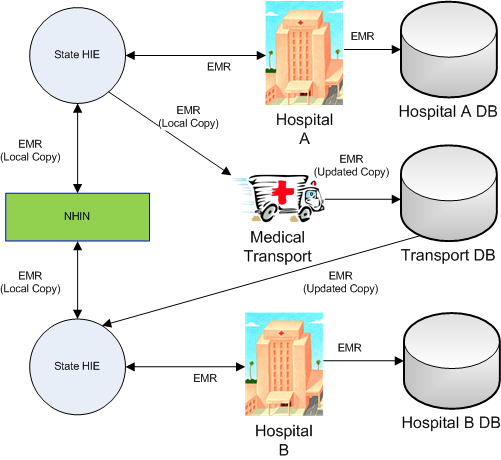 State HIE
EMR
Hospital
A
EMR
Hospital A DB
EMR
(Local Copy)
EMR
(Local Copy)
NHIN
Medical
Transport
EMR
(Updated Copy)
Transport DB
EMR
(Local Copy)
EMR
(Updated Copy)
State HIE
EMR
Hospital
B
EMR
Hospital B DB